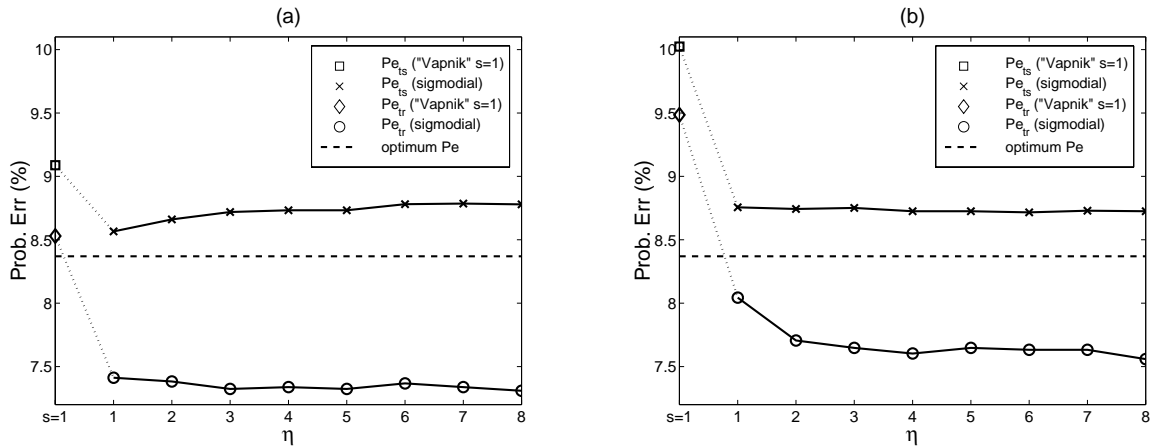 (a)
Prob. Err (%)
10
9.5
9
8.5
8
7.5
s=1 1 2 3 4 5 6 7 8
η
Pe_ts ("Vapnik" s=1)
Pe_ts (sigmodial)
Pe_tr ("Vapnik" s=1)
Pe_tr (sigmodial)
optimum Pe
(b)
Prob. Err (%)
10
9.5
9
8.5
8
7.5
s=1 1 2 3 4 5 6 7 8
η
Pe_ts ("Vapnik" s=1)
Pe_ts (sigmodial)
Pe_tr ("Vapnik" s=1)
Pe_tr (sigmodial)
optimum Pe